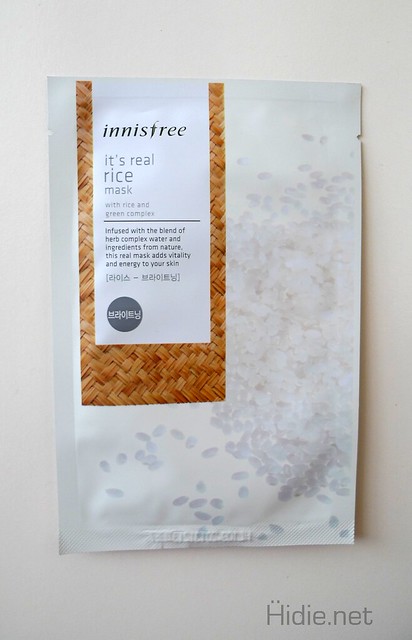 innisfree
it's real
rice
mask
with rice and
green complex
Infused with the blend of
herb complex water and
ingredients from nature,
this real mask adds vitality
and energy to your skin
[라이스 - 브라이트닝]
브라이트닝
Hidie.net